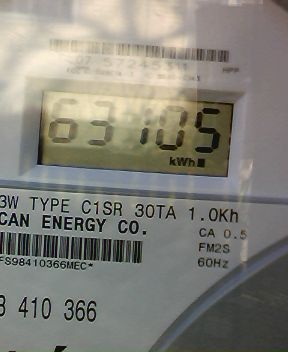 63105
kWh
3W TYPE C1SR 30TA 1.0Kh
CAN ENERGY CO.
CA 0.5
FM2S
FS98410366MEC*
60Hz
8 410 366